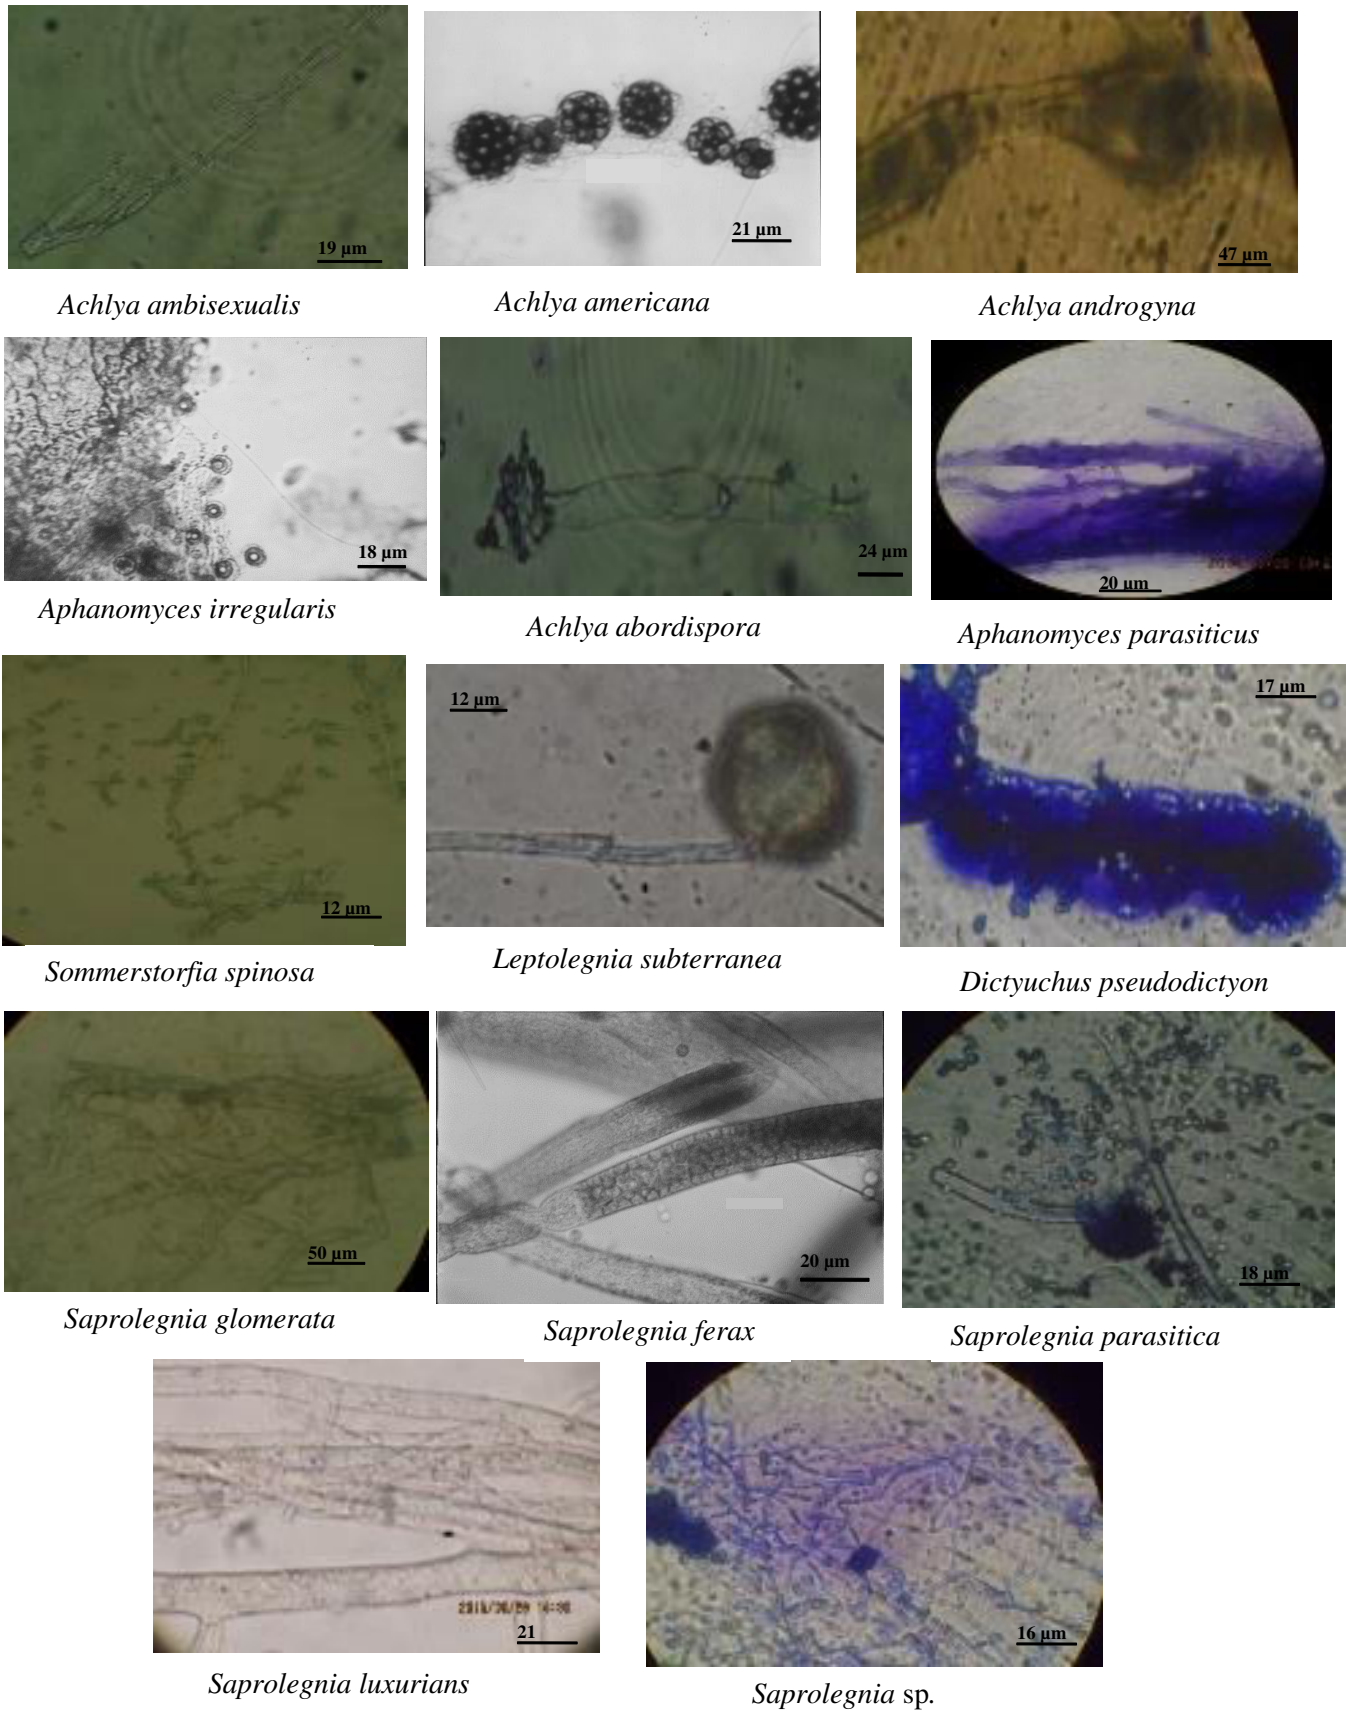 19 µm
21 µm
47 µm
Achlya ambisexualis
Achlya americana
Achlya androgyna
18 µm
24 µm
20 µm
Aphanomyces irregularis
Achlya abordispora
Aphanomyces parasiticus
12 µm
12 µm
17 µm
Sommerstorfia spinosa
Leptolegnia subterranea
Dictyuchus pseudodictyon
50 µm
20 µm
18 µm
Saprolegnia glomerata
Saprolegnia ferax
Saprolegnia parasitica
21
16 µm
Saprolegnia luxurians
Saprolegnia sp.